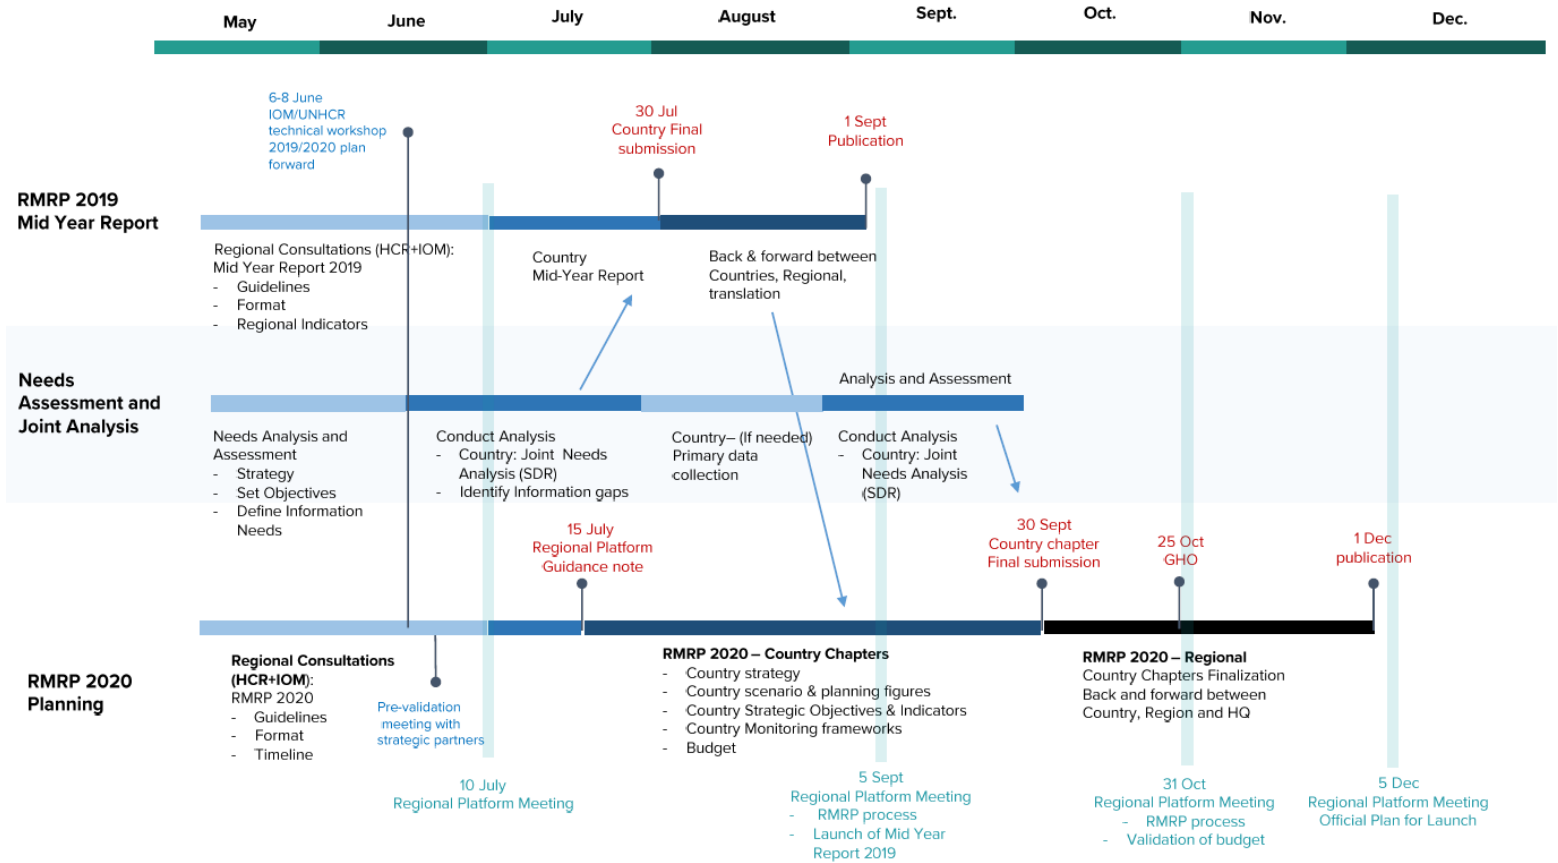 May
June
July
August
Sept.
Oct.
Nov.
Dec.
6-8 June
IOM/UNHCR
technical workshop
2019/2020 plan
forward
30 Jul
Country Final
submission
1 Sept
Publication
RMRP 2019
Mid Year Report
Regional Consultations (HCR+IOM):
Mid Year Report 2019
- Guidelines
- Format
- Regional Indicators
Country
Mid-Year Report
Back & forward between
Countries, Regional,
translation
Needs
Assessment and
Joint Analysis
Analysis and Assessment
Needs Analysis and
Assessment
- Strategy
- Set Objectives
- Define Information
Needs
Conduct Analysis
- Country: Joint Needs
Analysis (SDR)
- Identify Information gaps
Country– (If needed)
Primary data
collection
Conduct Analysis
- Country: Joint
Needs Analysis
(SDR)
15 July
Regional Platform
Guidance note
30 Sept
Country chapter
Final submission
25 Oct
GHO
1 Dec
publication
RMRP 2020
Planning
Regional Consultations
(HCR+IOM):
RMRP 2020
- Guidelines
- Format
- Timeline
Pre-validation
meeting with
strategic partners
RMRP 2020 – Country Chapters
- Country strategy
- Country scenario & planning figures
- Country Strategic Objectives & Indicators
- Country Monitoring frameworks
- Budget
RMRP 2020 – Regional
Country Chapters Finalization
Back and forward between
Country, Region and HQ
10 July
Regional Platform Meeting
5 Sept
Regional Platform Meeting
- RMRP process
- Launch of Mid Year
Report 2019
31 Oct
Regional Platform Meeting
- RMRP process
- Validation of budget
5 Dec
Regional Platform Meeting
Official Plan for Launch